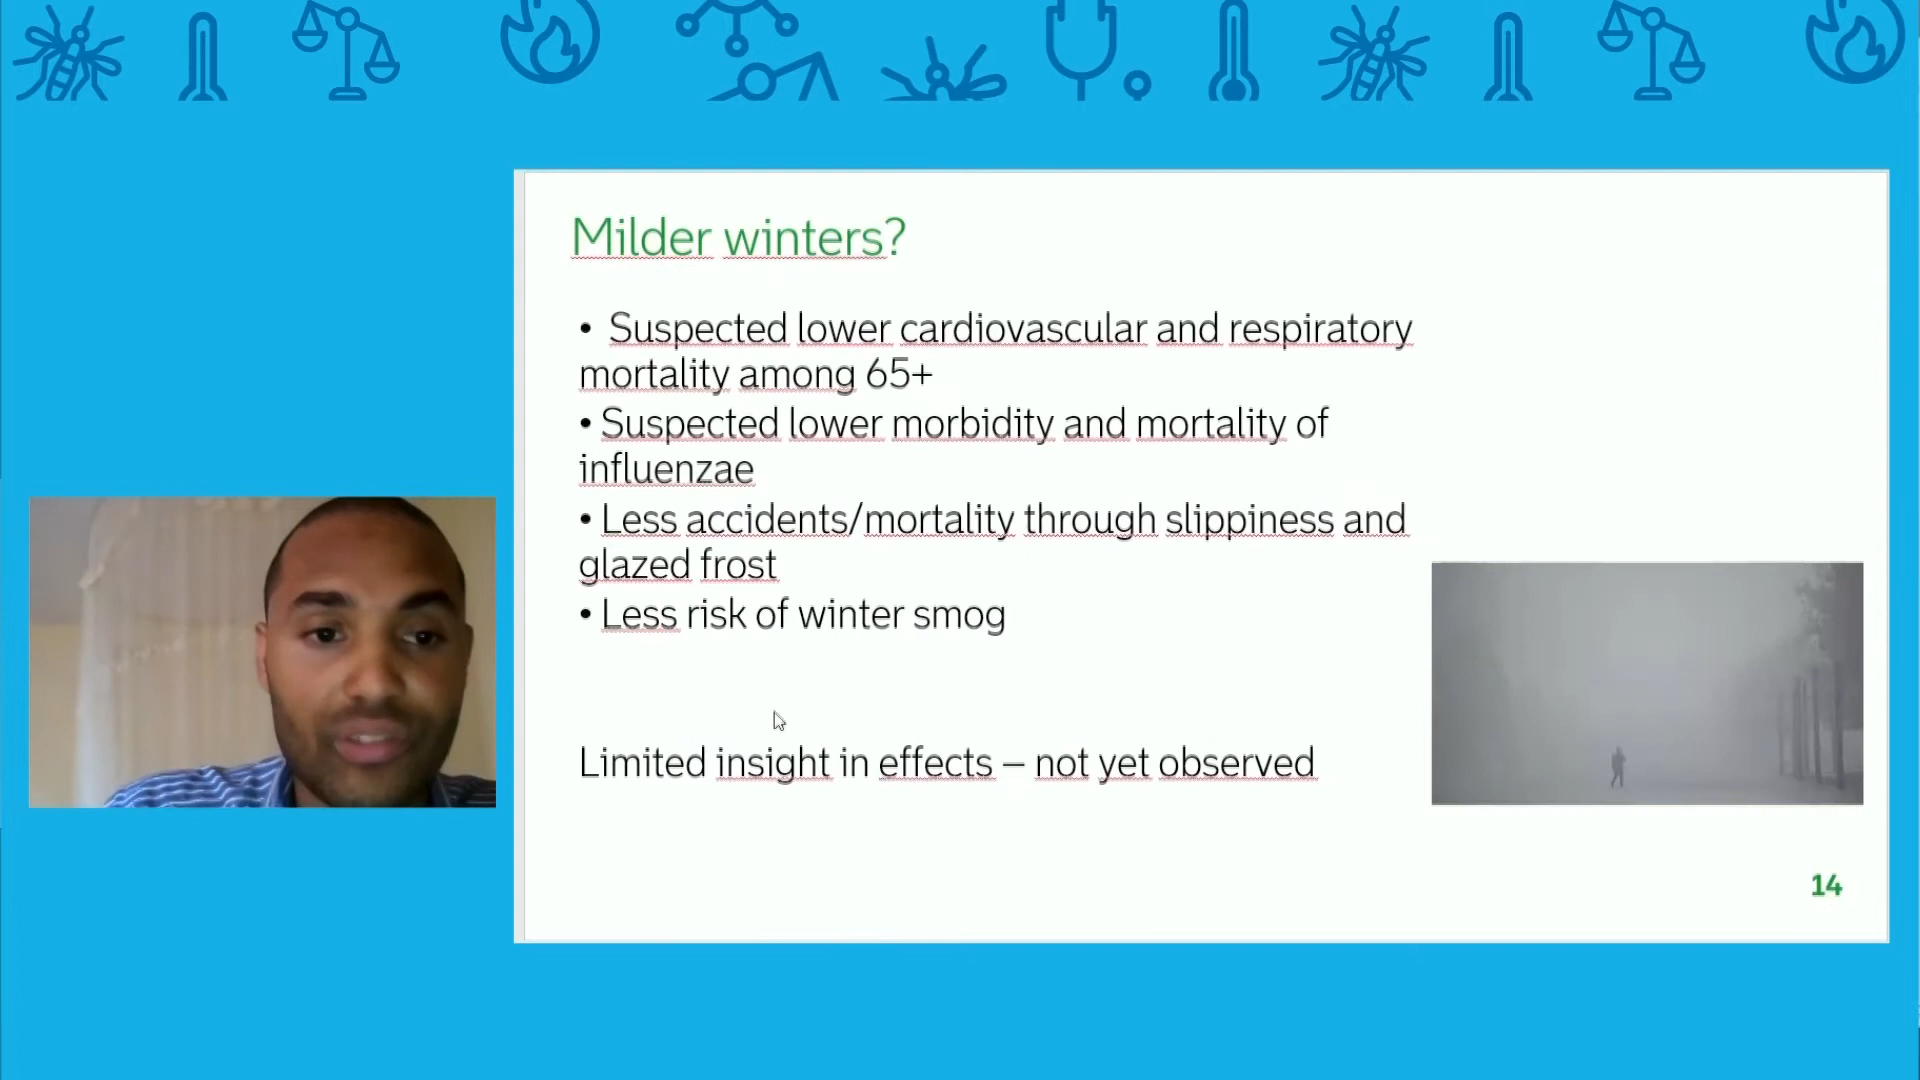 Milder winters?
• Suspected lower cardiovascular and respiratory
mortality among 65+
• Suspected lower morbidity and mortality of
influenzae
• Less accidents/mortality through slippiness and
glazed frost
• Less risk of winter smog
Limited insight in effects – not yet observed
14